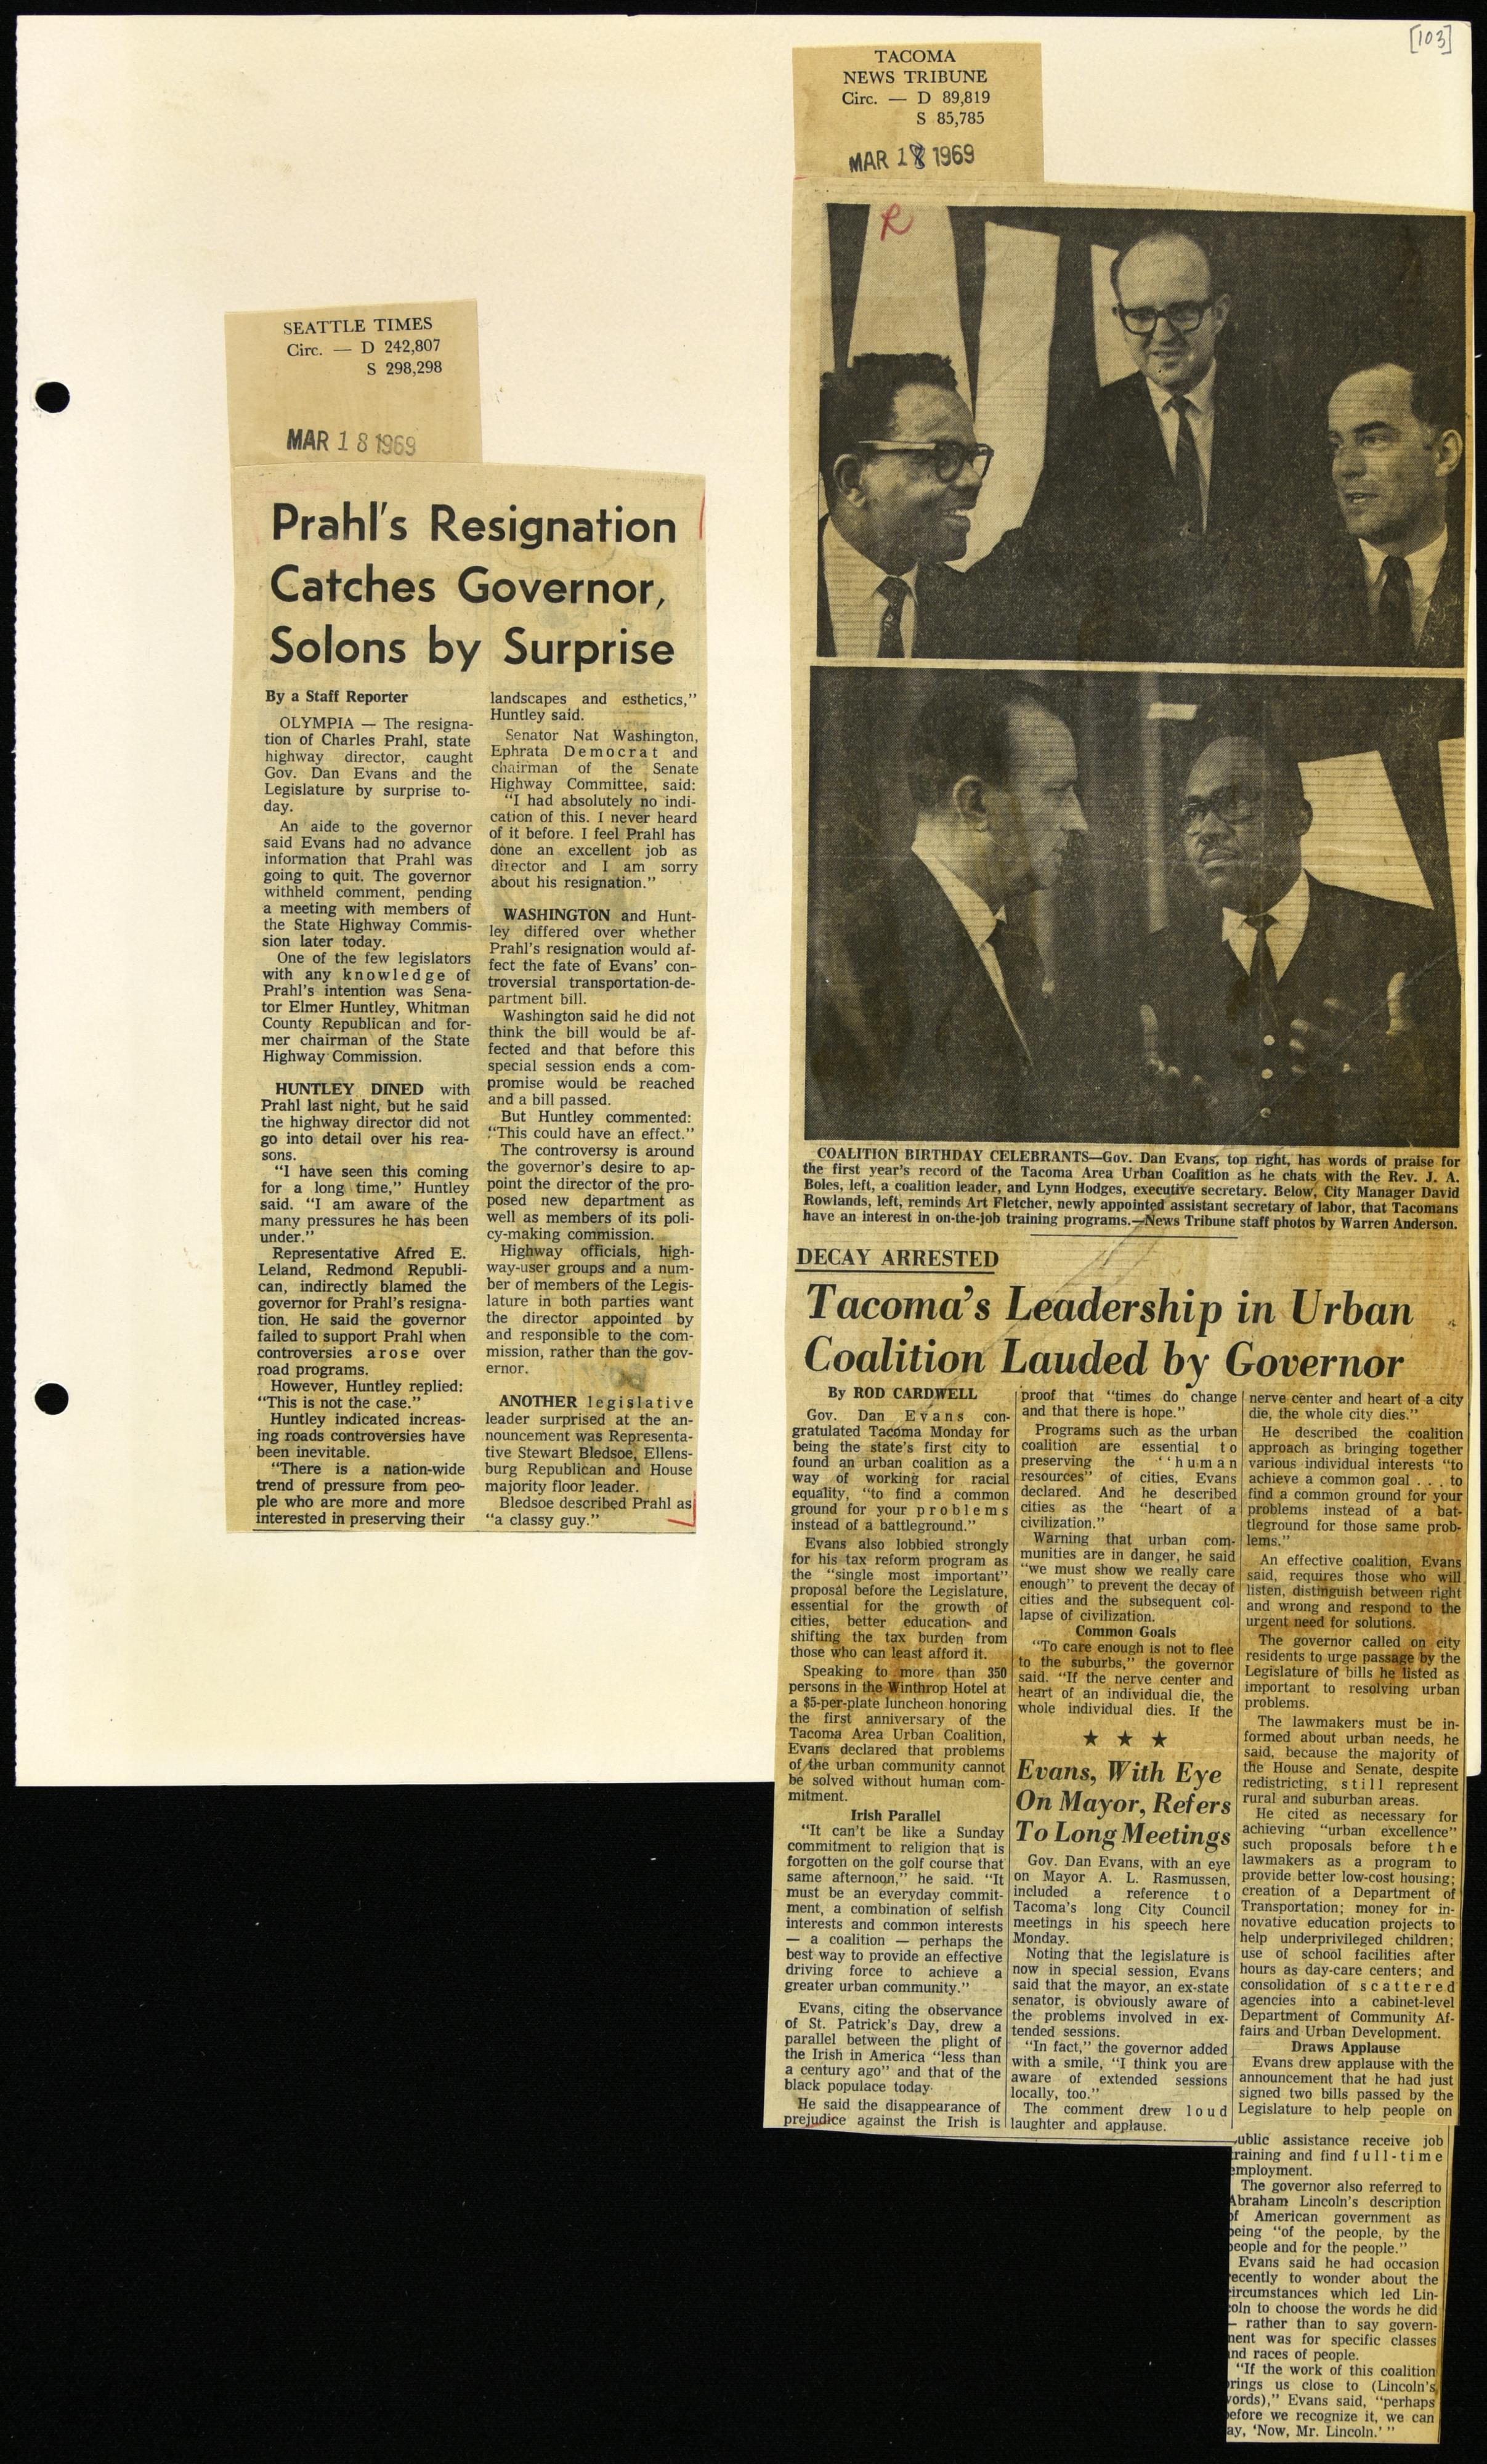 [103]
SEATTLE TIMES
Circ. — D 242,807
S 298,298
MAR 18 1969
Prahl's Resignation
Catches Governor,
Solons by Surprise
By a Staff Reporter
OLYMPIA — The resigna-
tion of Charles Prahl, state
highway director, caught
Gov. Dan Evans and the
Legislature by surprise to-
day.
An aide to the governor
said Evans had no advance
information that Prahl was
going to quit. The governor
withheld comment, pending
a meeting with members of
the State Highway Commis-
sion later today.
One of the few legislators
with any knowledge of
Prahl's intention was Sena-
tor Elmer Huntley, Whitman
County Republican and for-
mer chairman of the State
Highway Commission.
HUNTLEY DINED with
Prahl last night, but he said
the highway director did not
go into detail over his rea-
sons.
"I have seen this coming
for a long time," Huntley
said. "I am aware of the
many pressures he has been
under."
Representative Afred E.
Leland, Redmond Republi-
can, indirectly blamed the
governor for Prahl's resigna-
tion. He said the governor
failed to support Prahl when
controversies arose over
road programs.
However, Huntley replied:
"This is not the case."
Huntley indicated increas-
ing roads controversies have
been inevitable.
"There is a nation-wide
trend of pressure from peo-
ple who are more and more
interested in preserving their
landscapes and esthetics,"
Huntley said.
Senator Nat Washington,
Ephrata Democrat and
chairman of the Senate
Highway Committee, said:
"I had absolutely no indi-
cation of this. I never heard
of it before. I feel Prahl has
done an excellent job as
director and I am sorry
about his resignation."
WASHINGTON and Hunt-
ley differed over whether
Prahl's resignation would af-
fect the fate of Evans' con-
troversial transportation-de-
partment bill.
Washington said he did not
think the bill would be af-
fected and that before this
special session ends a com-
promise would be reached
and a bill passed.
But Huntley commented:
"This could have an effect."
The controversy is around
the governor's desire to ap-
point the director of the pro-
posed new department as
well as members of its poli-
cy-making commission.
Highway officials, high-
way-user groups and a num-
ber of members of the Legis-
lature in both parties want
the director appointed by
and responsible to the com-
mission, rather than the gov-
ernor.
ANOTHER legislative
leader surprised at the an-
nouncement was Representa-
tive Stewart Bledsoe, Ellens-
burg Republican and House
majority floor leader.
Bledsoe described Prahl as
"a classy guy."
TACOMA
NEWS TRIBUNE
Circ. — D 89,819
S 85,785
MAR 18 1969
R
COALITION BIRTHDAY CELEBRANTS—Gov. Dan Evans, top right, has words of praise for
the first year's record of the Tacoma Area Urban Coalition as he chats with the Rev. J. A.
Boles, left, a coalition leader, and Lynn Hodges, executive secretary. Below, City Manager David
Rowlands, left, reminds Art Fletcher, newly appointed assistant secretary of labor, that Tacomans
have an interest in on-the-job training programs.—News Tribune staff photos by Warren Anderson.
DECAY ARRESTED
Tacoma's Leadership in Urban
Coalition Lauded by Governor
By ROD CARDWELL
Gov. Dan Evans con-
gratulated Tacoma Monday for
being the state's first city to
found an urban coalition as a
way of working for racial
equality, "to find a common
ground for your problems
instead of a battleground."
Evans also lobbied strongly
for his tax reform program as
the "single most important"
proposal before the Legislature,
essential for the growth of
cities, better education and
shifting the tax burden from
those who can least afford it.
Speaking to more than 350
persons in the Winthrop Hotel at
a $5-per-plate luncheon honoring
the first anniversary of the
Tacoma Area Urban Coalition,
Evans declared that problems
of the urban community cannot
be solved without human com-
mitment.
Irish Parallel
"It can't be like a Sunday
commitment to religion that is
forgotten on the golf course that
same afternoon," he said. "It
must be an everyday commit-
ment, a combination of selfish
interests and common interests
— a coalition — perhaps the
best way to provide an effective
driving force to achieve a
greater urban community."
Evans, citing the observance
of St. Patrick's Day, drew a
parallel between the plight of
the Irish in America "less than
a century ago" and that of the
black populace today.
He said the disappearance of
prejudice against the Irish is
proof that "times do change
and that there is hope."
Programs such as the urban
coalition are essential to
preserving the "human
resources" of cities, Evans
declared. And he described
cities as the "heart of a
civilization."
Warning that urban com-
munities are in danger, he said
"we must show we really care
enough" to prevent the decay of
cities and the subsequent col-
lapse of civilization.
Common Goals
"To care enough is not to flee
to the suburbs," the governor
said. "If the nerve center and
heart of an individual die, the
whole individual dies. If the
★ ★ ★
Evans, With Eye
On Mayor, Refers
To Long Meetings
Gov. Dan Evans, with an eye
on Mayor A. L. Rasmussen,
included a reference to
Tacoma's long City Council
meetings in his speech here
Monday.
Noting that the legislature is
now in special session, Evans
said that the mayor, an ex-state
senator, is obviously aware of
the problems involved in ex-
tended sessions.
"In fact," the governor added
with a smile, "I think you are
aware of extended sessions
locally, too."
The comment drew loud
laughter and applause.
nerve center and heart of a city
die, the whole city dies."
He described the coalition
approach as bringing together
various individual interests "to
achieve a common goal . . . to
find a common ground for your
problems instead of a bat-
tleground for those same prob-
lems."
An effective coalition, Evans
said, requires those who will
listen, distinguish between right
and wrong and respond to the
urgent need for solutions.
The governor called on city
residents to urge passage by the
Legislature of bills he listed as
important to resolving urban
problems.
The lawmakers must be in-
formed about urban needs, he
said, because the majority of
the House and Senate, despite
redistricting, still represent
rural and suburban areas.
He cited as necessary for
achieving "urban excellence"
such proposals before the
lawmakers as a program to
provide better low-cost housing;
creation of a Department of
Transportation; money for in-
novative education projects to
help underprivileged children;
use of school facilities after
hours as day-care centers; and
consolidation of scattered
agencies into a cabinet-level
Department of Community Af-
fairs and Urban Development.
Draws Applause
Evans drew applause with the
announcement that he had just
signed two bills passed by the
Legislature to help people on
ublic assistance receive job
raining and find full-time
employment.
The governor also referred to
Abraham Lincoln's description
of American government as
being "of the people, by the
people and for the people."
Evans said he had occasion
recently to wonder about the
circumstances which led Lin-
coln to choose the words he did
— rather than to say govern-
ment was for specific classes
and races of people.
"If the work of this coalition
brings us close to (Lincoln's
words)," Evans said, "perhaps
before we recognize it, we can
ay, 'Now, Mr. Lincoln.' "